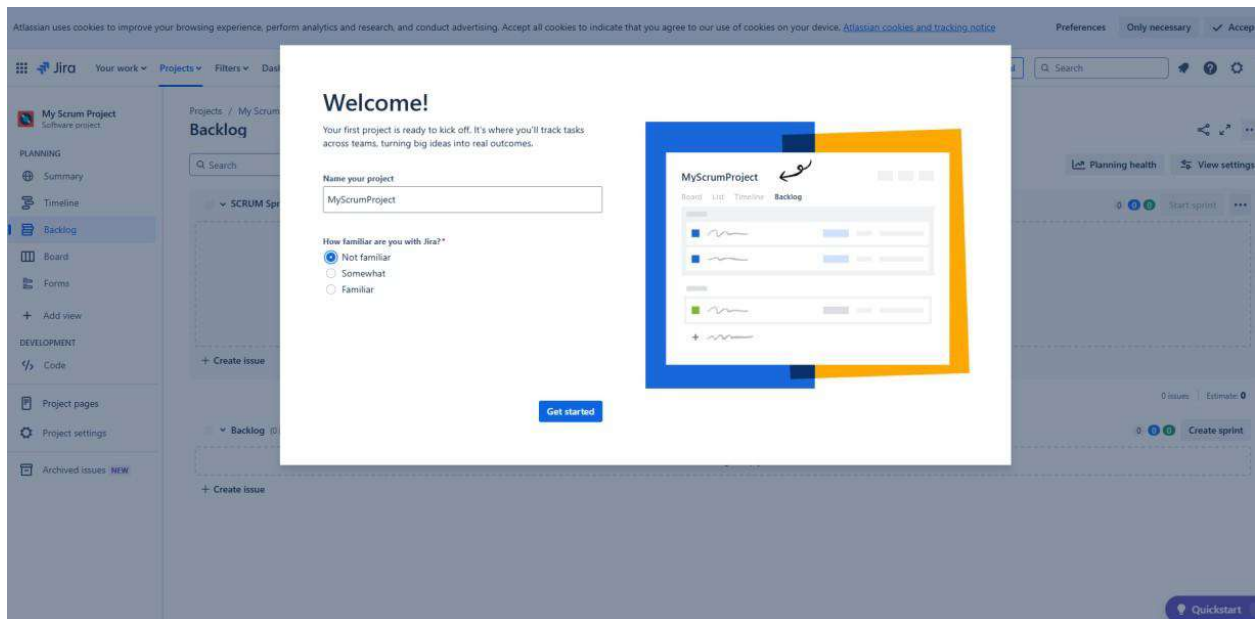 Atlassian uses cookies to improve your browsing experience, perform analytics and research, and conduct advertising. Accept all cookies to indicate that you agree to our use of cookies on your device. Atlassian cookies and tracking notice
Preferences
Only necessary
Accep
Jira
Your work
Projects
Filters
Search
My Scrum Project
Software project
PLANNING
Summary
Timeline
Backlog
Board
Forms
Add view
DEVELOPMENT
Code
Project pages
Project settings
Archived issues NEW
Projects / My Scrum
Backlog
Search
Planning health
View settings
SCRUM Spr
0 0 0 Start sprint
+ Create issue
0 issues Estimate: 0
Backlog
0 0 0 Create sprint
+ Create issue
Quickstart
Welcome!
Your first project is ready to kick off. It's where you'll track tasks
across teams, turning big ideas into real outcomes.
Name your project
MyScrumProject
How familiar are you with Jira?*
Not familiar
Somewhat
Familiar
Get started
MyScrumProject
Board List Timeline Backlog